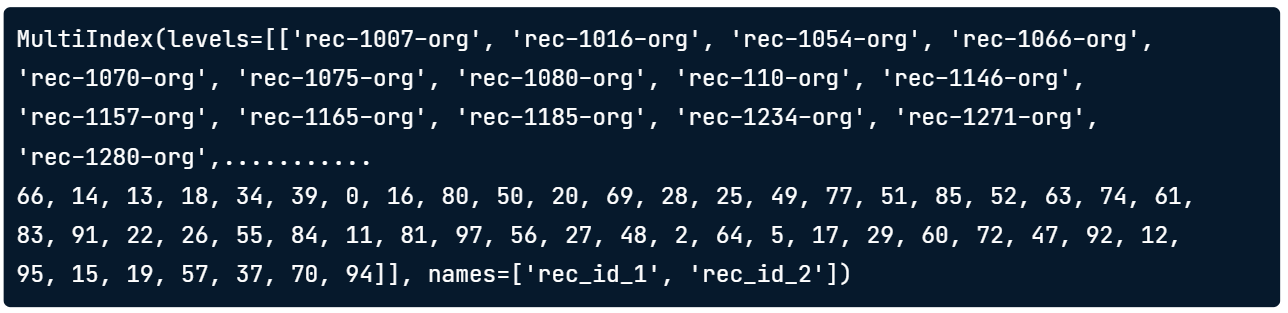 MultiIndex(levels=[['rec-1007-org', 'rec-1016-org', 'rec-1054-org', 'rec-1066-org',
'rec-1070-org', 'rec-1075-org', 'rec-1080-org', 'rec-110-org', 'rec-1146-org',
'rec-1157-org', 'rec-1165-org', 'rec-1185-org', 'rec-1234-org', 'rec-1271-org',
'rec-1280-org',...........
66, 14, 13, 18, 34, 39, 0, 16, 80, 50, 20, 69, 28, 25, 49, 77, 51, 85, 52, 63, 74, 61,
83, 91, 22, 26, 55, 84, 11, 81, 97, 56, 27, 48, 2, 64, 5, 17, 29, 60, 72, 47, 92, 12,
95, 15, 19, 57, 37, 70, 94]], names=['rec_id_1', 'rec_id_2'])